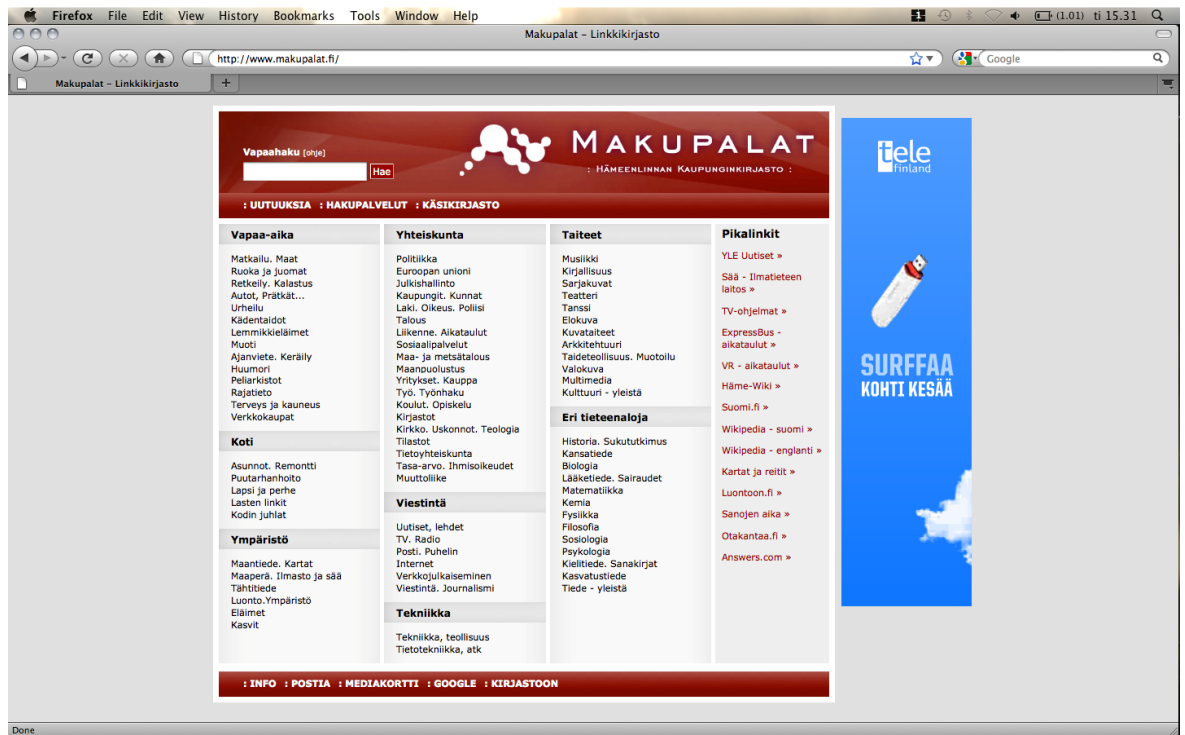 Firefox File Edit View History Bookmarks Tools Window Help
(1.01) ti 15.31
Makupalat – Linkkikirjasto
http://www.makupalat.fi/
Google
Makupalat – Linkkikirjasto
+
Vapaahaku [ohje]
Hae
MAKUPALAT
: HÄMEENLINNAN KAUPUNGINKIRJASTO :
: UUTUUKSIA : HAKUPALVELUT : KÄSIKIRJASTO
Vapaa-aika
Matkailu. Maat
Ruoka ja juomat
Retkeily. Kalastus
Autot, Prätkät...
Urheilu
Kädentaidot
Lemmikkieläimet
Muoti
Ajanviete. Keräily
Huumori
Peliarkistot
Rajatieto
Terveys ja kauneus
Verkkokaupat
Koti
Asunnot. Remontti
Puutarhanhoito
Lapsi ja perhe
Lasten linkit
Kodin juhlat
Ympäristö
Maantiede. Kartat
Maaperä. Ilmasto ja sää
Tähtitiede
Luonto.Ympäristö
Eläimet
Kasvit
Yhteiskunta
Politiikka
Euroopan unioni
Julkishallinto
Kaupungit. Kunnat
Laki. Oikeus. Poliisi
Talous
Liikenne. Aikataulut
Sosiaalipalvelut
Maa- ja metsätalous
Maanpuolustus
Yritykset. Kauppa
Työ. Työnhaku
Koulut. Opiskelu
Kirjastot
Kirkko. Uskonnot. Teologia
Tilastot
Tietoyhteiskunta
Tasa-arvo. Ihmisoikeudet
Muuttoliike
Viestintä
Uutiset, lehdet
TV. Radio
Posti. Puhelin
Internet
Verkkojulkaiseminen
Viestintä. Journalismi
Tekniikka
Tekniikka, teollisuus
Tietotekniikka, atk
Taiteet
Musiikki
Kirjallisuus
Sarjakuvat
Teatteri
Tanssi
Elokuva
Kuvataiteet
Arkkitehtuuri
Taideteollisuus. Muotoilu
Valokuva
Multimedia
Kulttuuri - yleistä
Eri tieteenaloja
Historia. Sukututkimus
Kansatiede
Biologia
Lääketiede. Sairaudet
Matematiikka
Kemia
Fysiikka
Filosofia
Sosiologia
Psykologia
Kielitiede. Sanakirjat
Kasvatustiede
Tiede - yleistä
Pikalinkit
YLE Uutiset »
Sää - Ilmatieteen
laitos »
TV-ohjelmat »
ExpressBus -
aikataulut »
VR - aikataulut »
Häme-Wiki »
Suomi.fi »
Wikipedia - suomi »
Wikipedia - englanti »
Kartat ja reitit »
Luontoon.fi »
Sanojen aika »
Otakantaa.fi »
Answers.com »
tele
finland
SURFFAA
KOHTI KESÄÄ
: INFO : POSTIA : MEDIAKORTTI : GOOGLE : KIRJASTOON
Done